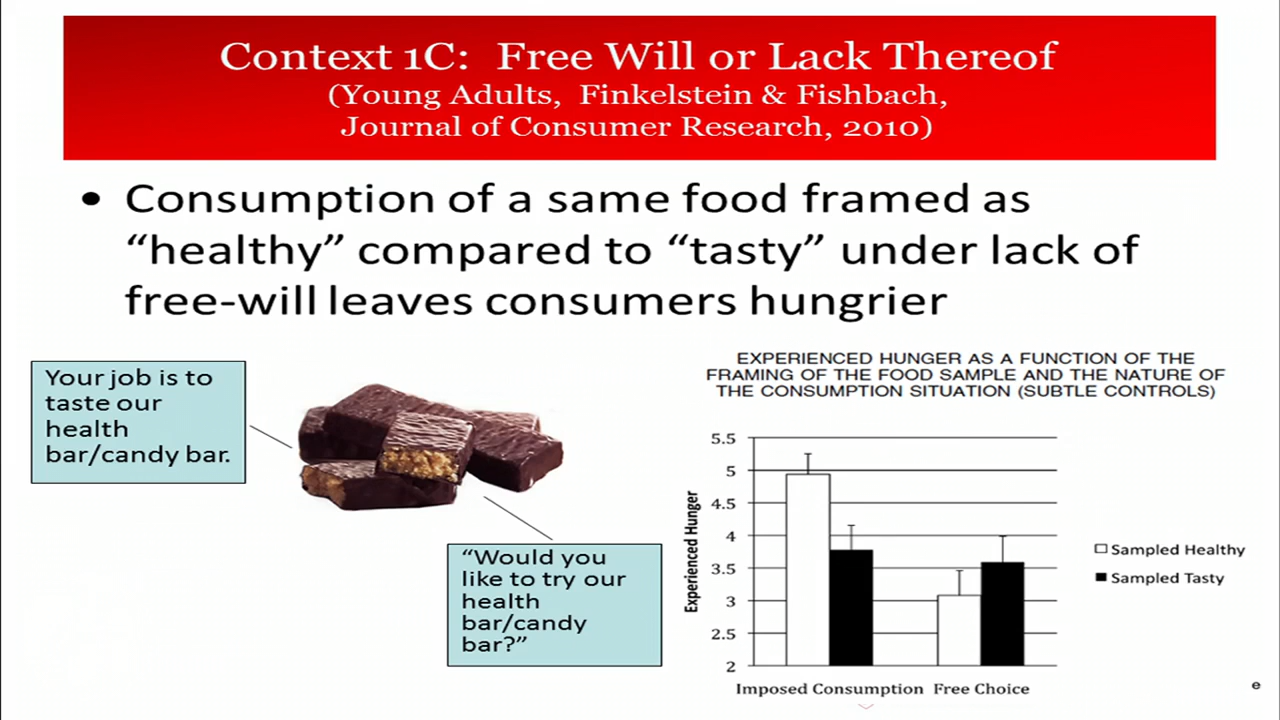 Context 1C: Free Will or Lack Thereof
(Young Adults, Finkelstein & Fishbach,
Journal of Consumer Research, 2010)
• Consumption of a same food framed as
“healthy” compared to “tasty” under lack of
free-will leaves consumers hungrier
Your job is to
taste our
health
bar/candy bar.
“Would you
like to try our
health
bar/candy
bar?”
EXPERIENCED HUNGER AS A FUNCTION OF THE
FRAMING OF THE FOOD SAMPLE AND THE NATURE OF
THE CONSUMPTION SITUATION (SUBTLE CONTROLS)
Experienced Hunger
5.5
5
4.5
4
3.5
3
2.5
2
Imposed Consumption Free Choice
Sampled Healthy
Sampled Tasty
e